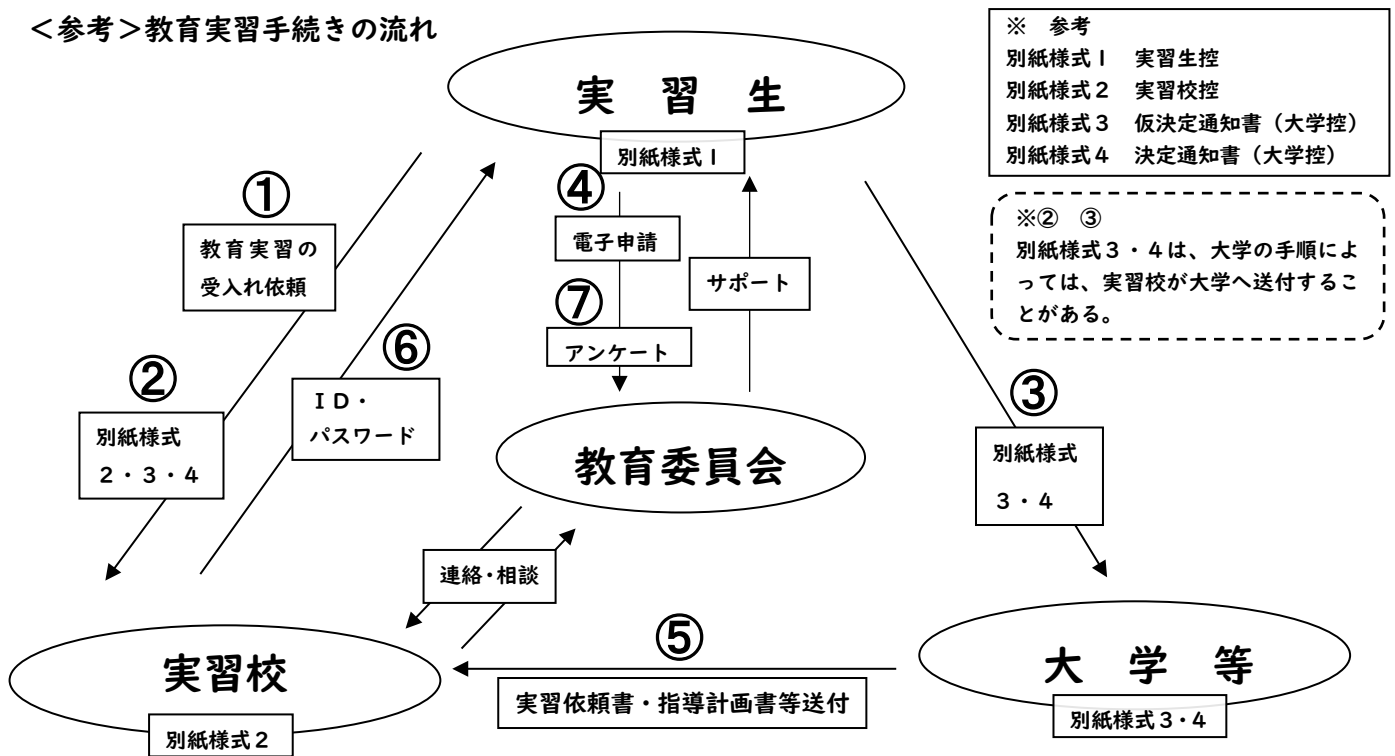 ＜参考＞教育実習手続きの流れ
※　参考
別紙様式１　実習生控
別紙様式２　実習校控
別紙様式３　仮決定通知書（大学控）
別紙様式４　決定通知書（大学控）
実　習　生
別紙様式１
①
教育実習の
受入れ依頼
④
電子申請
※②　③
別紙様式３・４は、大学の手順によ
っては、実習校が大学へ送付するこ
とがある。
サポート
⑦
アンケート
⑥
ＩＤ・
パスワード
②
別紙様式
２・３・４
③
別紙様式
３・４
教育委員会
連絡・相談
⑤
実習依頼書・指導計画書等送付
実習校
別紙様式２
大　学　等
別紙様式３・４